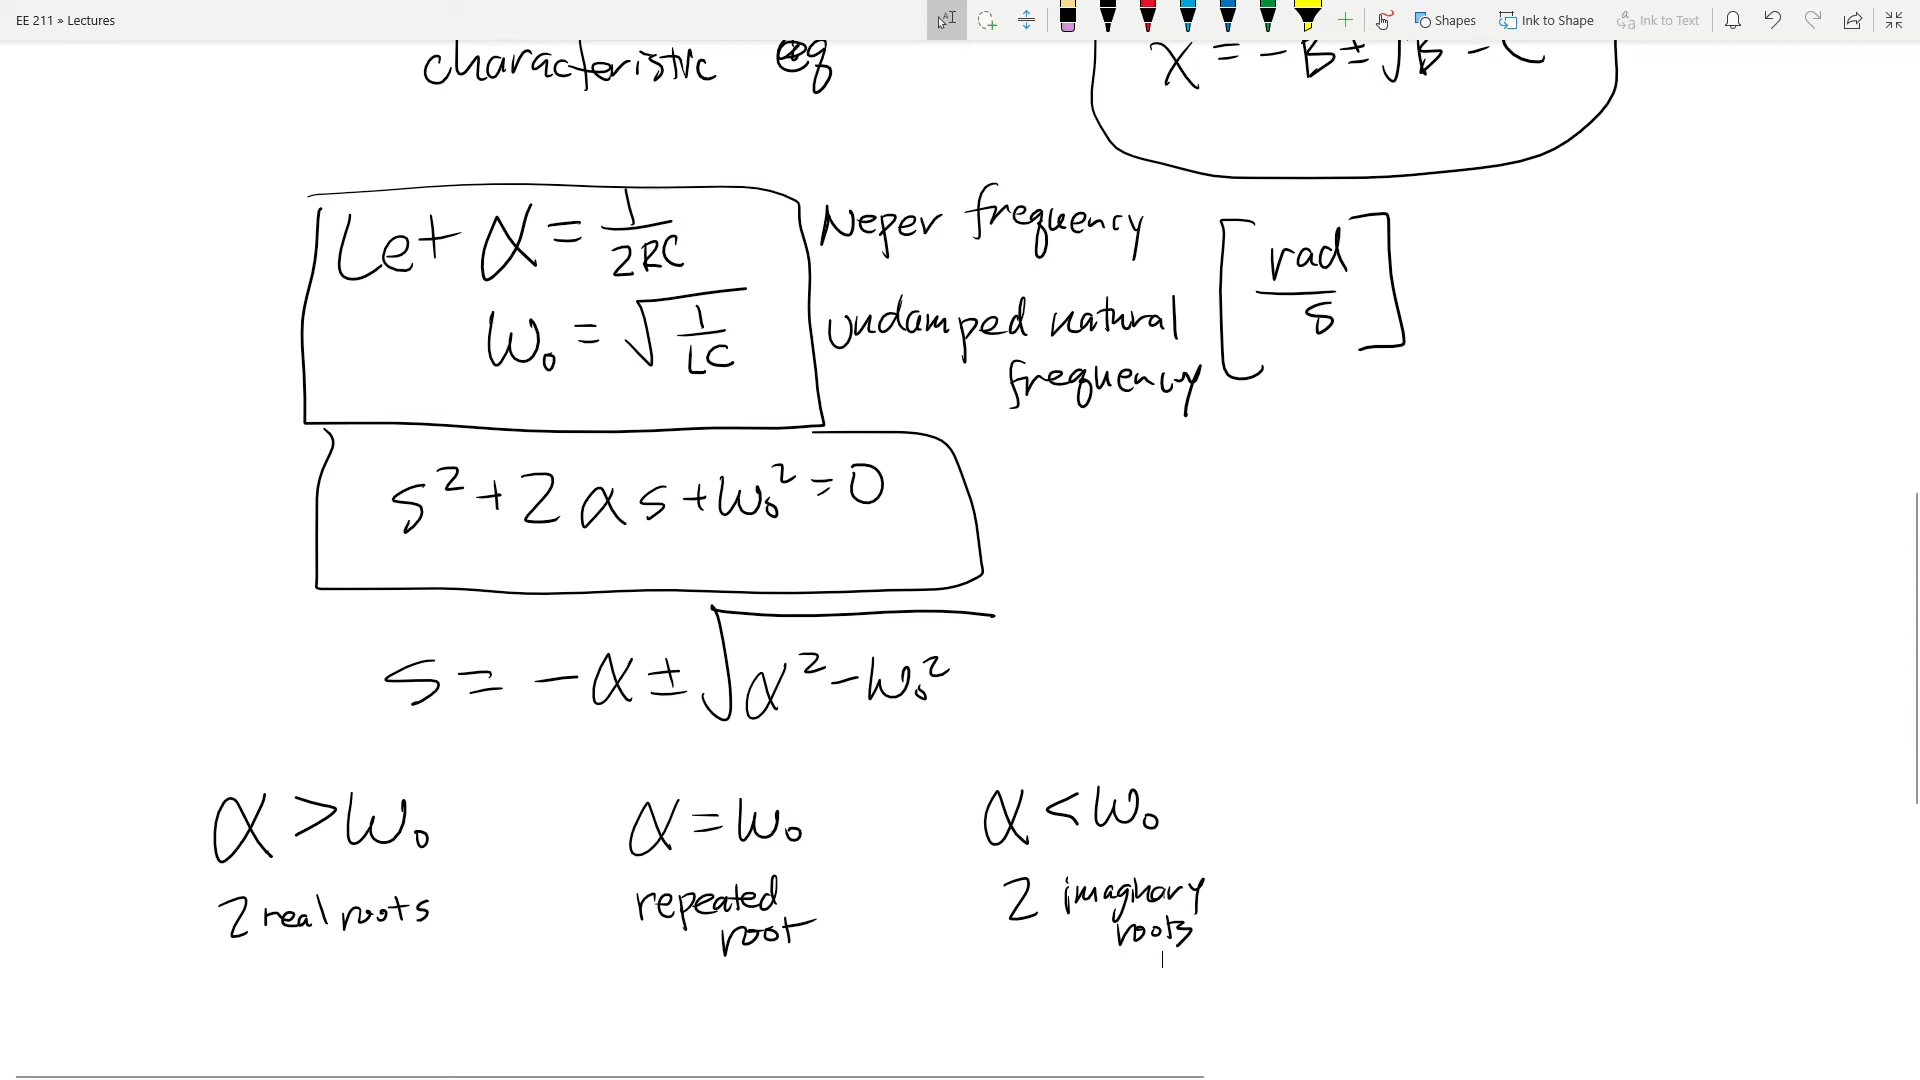 EE 211 » Lectures
Shapes
Ink to Shape
Ink to Text
characteristic eq
x = -B ± √B - C
Let α = 1/2RC
Neper frequency
[rad/s]
ω₀ = √1/LC
undamped natural
frequency
s² + 2αs + ω₀² = 0
s = -α ± √α² - ω₀²
α > ω₀
α = ω₀
α < ω₀
2 real roots
repeated
root
2 imaginary
roots